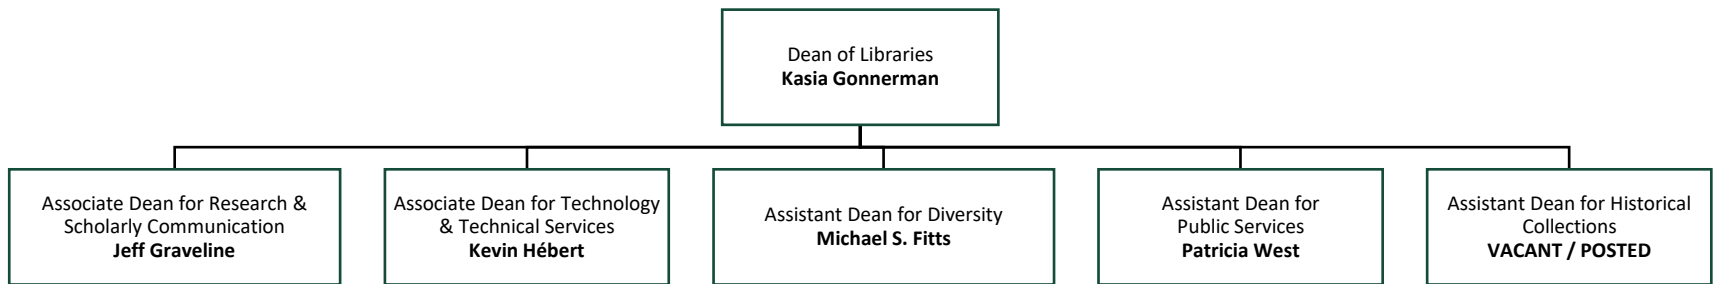 Dean of Libraries
Kasia Gonnerman
Associate Dean for Research &
Scholarly Communication
Jeff Graveline
Associate Dean for Technology
& Technical Services
Kevin Hébert
Assistant Dean for Diversity
Michael S. Fitts
Assistant Dean for
Public Services
Patricia West
Assistant Dean for Historical
Collections
VACANT / POSTED